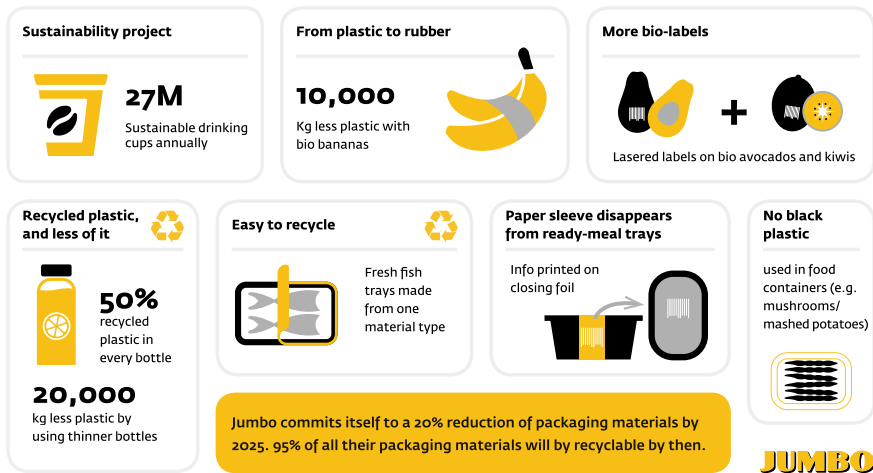 Sustainability project
27M
Sustainable drinking
cups annually
From plastic to rubber
10,000
Kg less plastic with
bio bananas
More bio-labels
+
Lasered labels on bio avocados and kiwis
Recycled plastic,
and less of it
50%
recycled
plastic in
every bottle
20,000
kg less plastic by
using thinner bottles
Easy to recycle
Fresh fish
trays made
from one
material type
Paper sleeve disappears
from ready-meal trays
Info printed on
closing foil
No black
plastic
used in food
containers (e.g.
mushrooms/
mashed potatoes)
Jumbo commits itself to a 20% reduction of packaging materials by
2025. 95% of all their packaging materials will by recyclable by then.
JUMBO